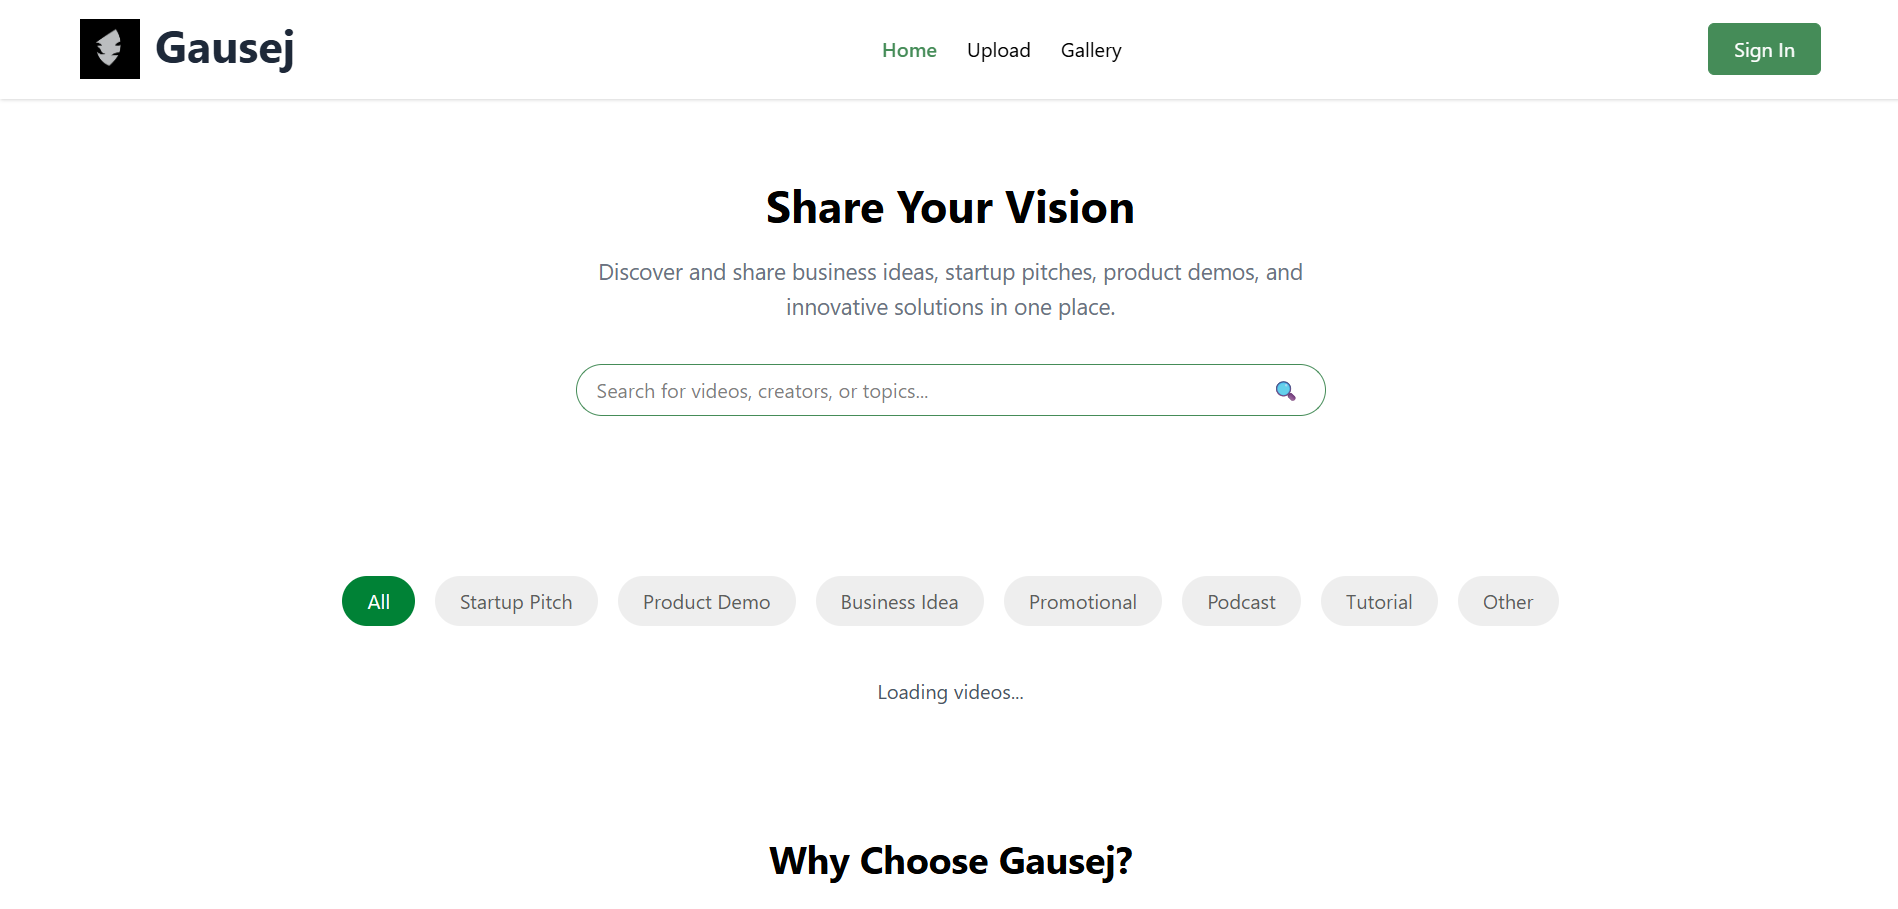 Gausej
Home
Upload
Gallery
Sign In
Share Your Vision
Discover and share business ideas, startup pitches, product demos, and
innovative solutions in one place.
Search for videos, creators, or topics...
All
Startup Pitch
Product Demo
Business Idea
Promotional
Podcast
Tutorial
Other
Loading videos...
Why Choose Gausej?